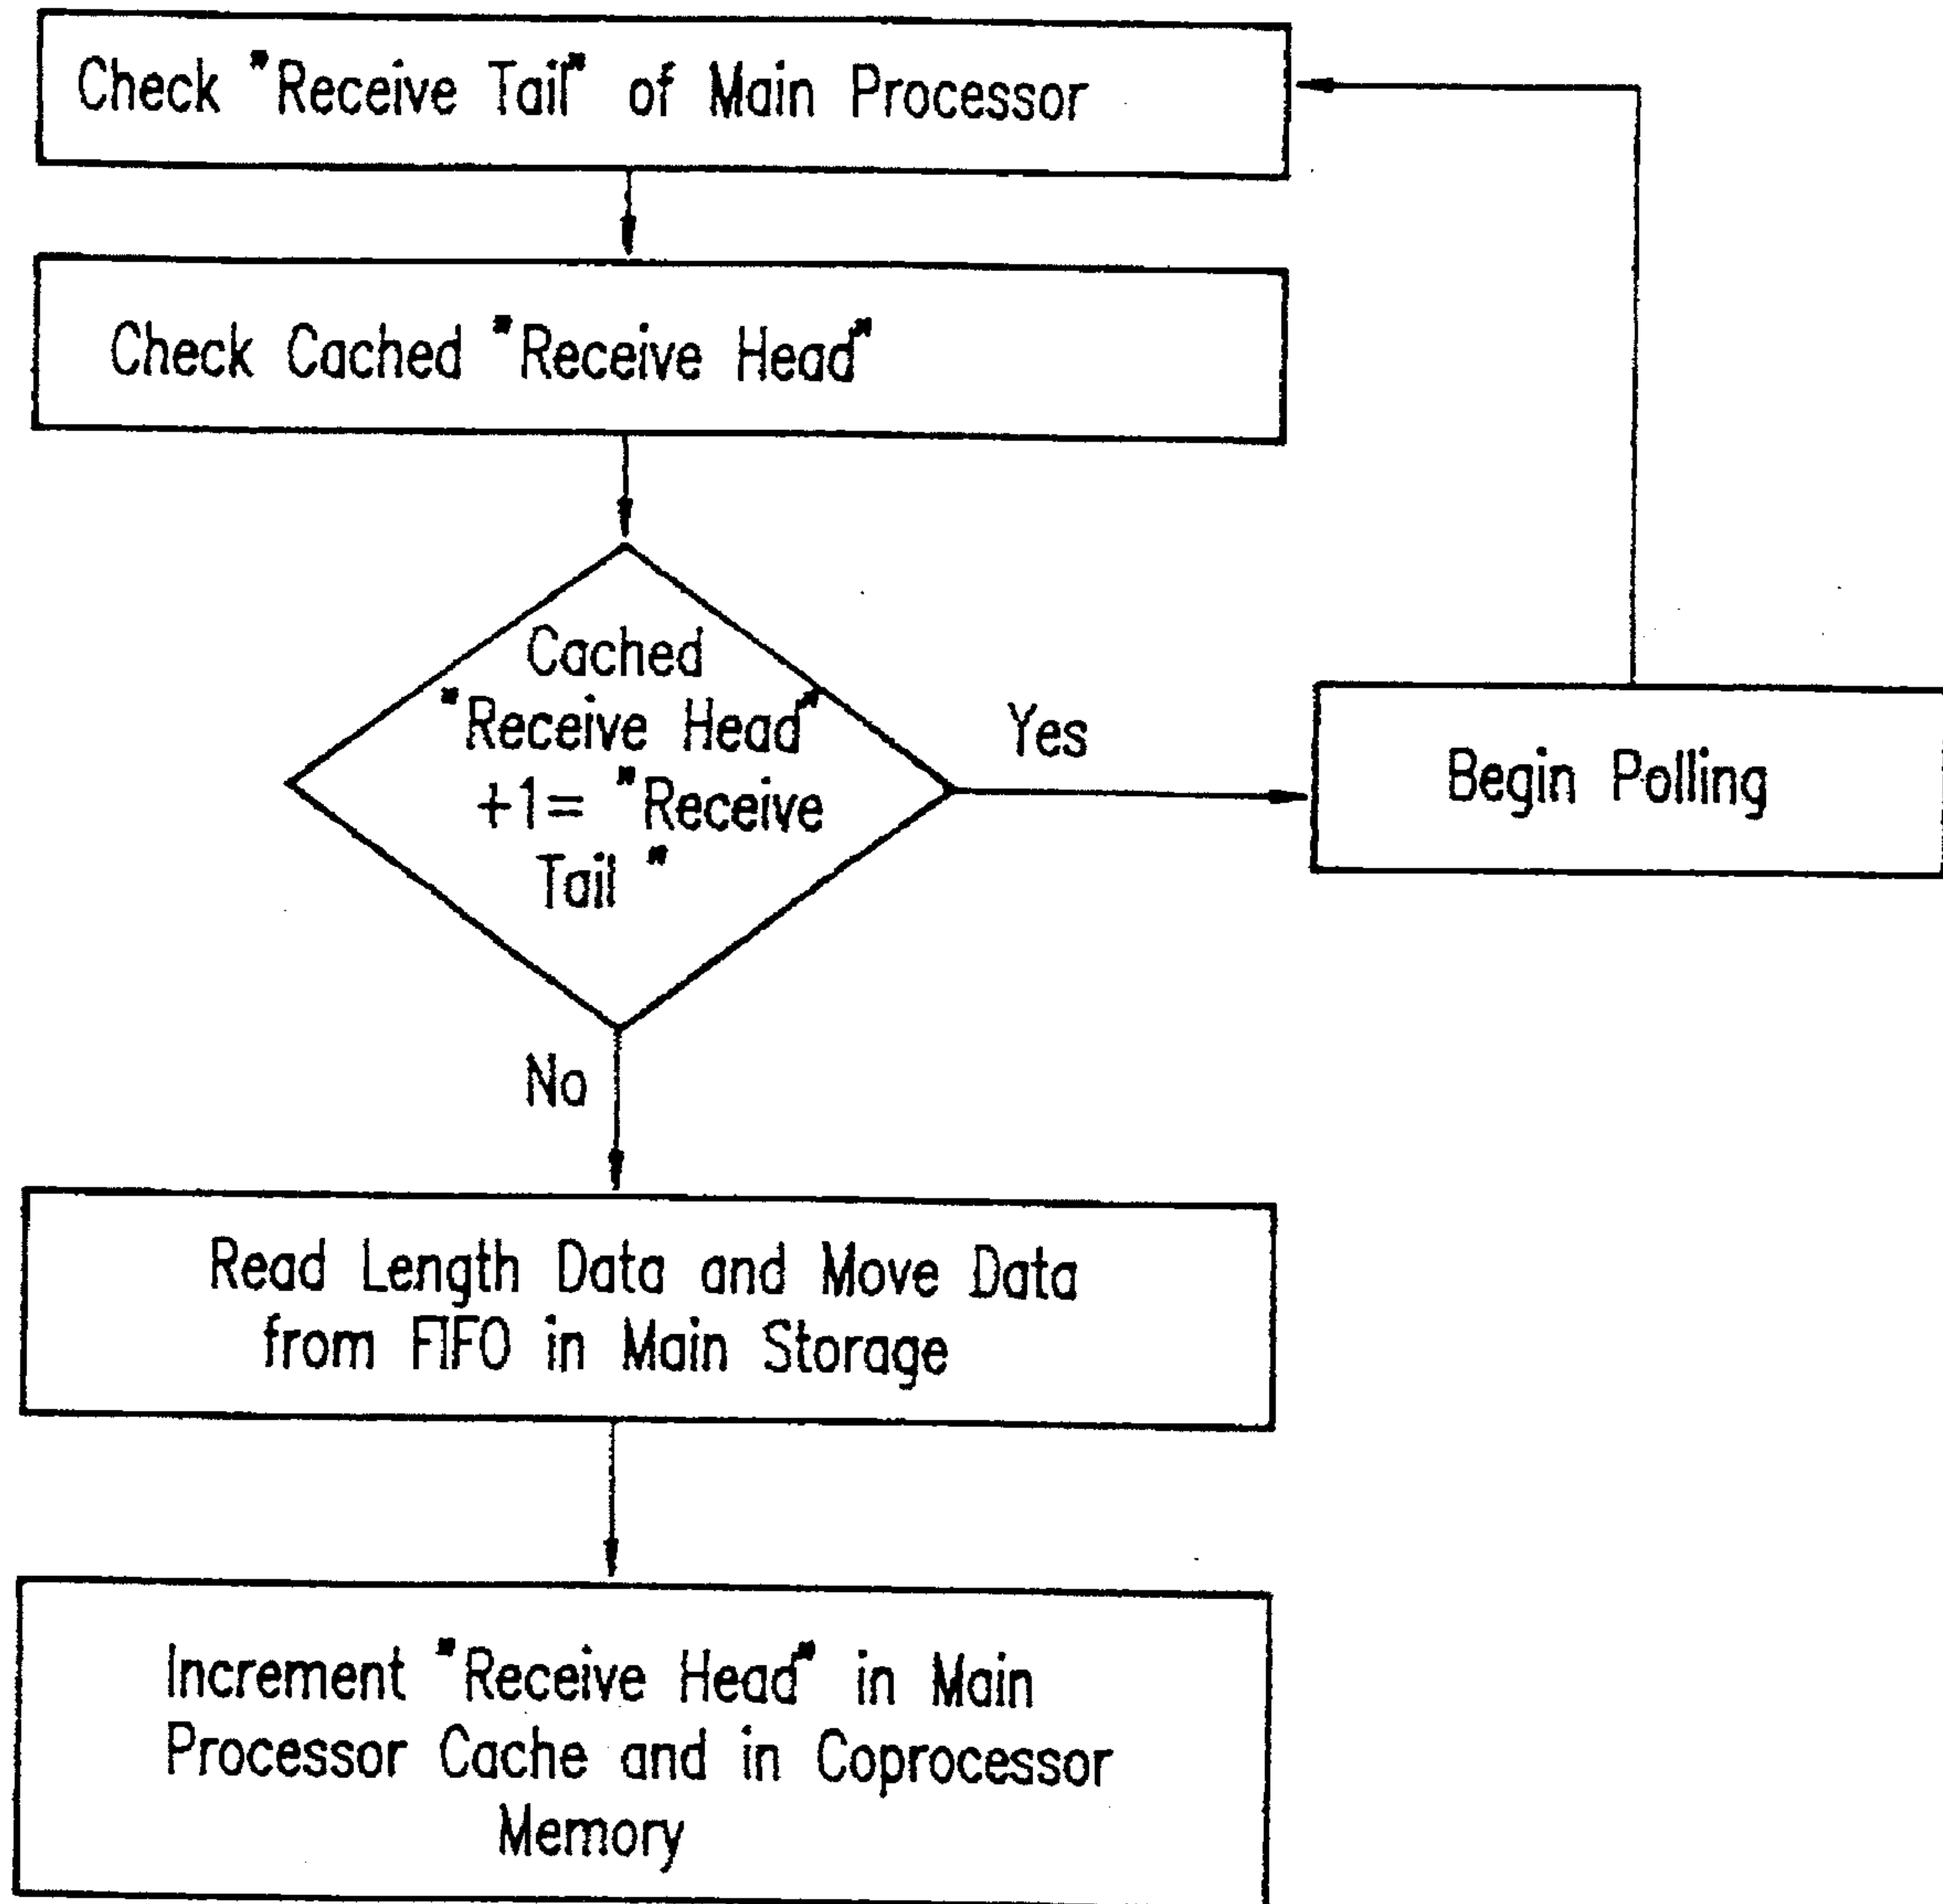 Check "Receive Tail" of Main Processor
Check Cached "Receive Head"
Cached
"Receive Head"
+1= "Receive
Tail "
Yes
Begin Polling
No
Read Length Data and Move Data
from FIFO in Main Storage
Increment "Receive Head" in Main
Processor Cache and in Coprocessor
Memory